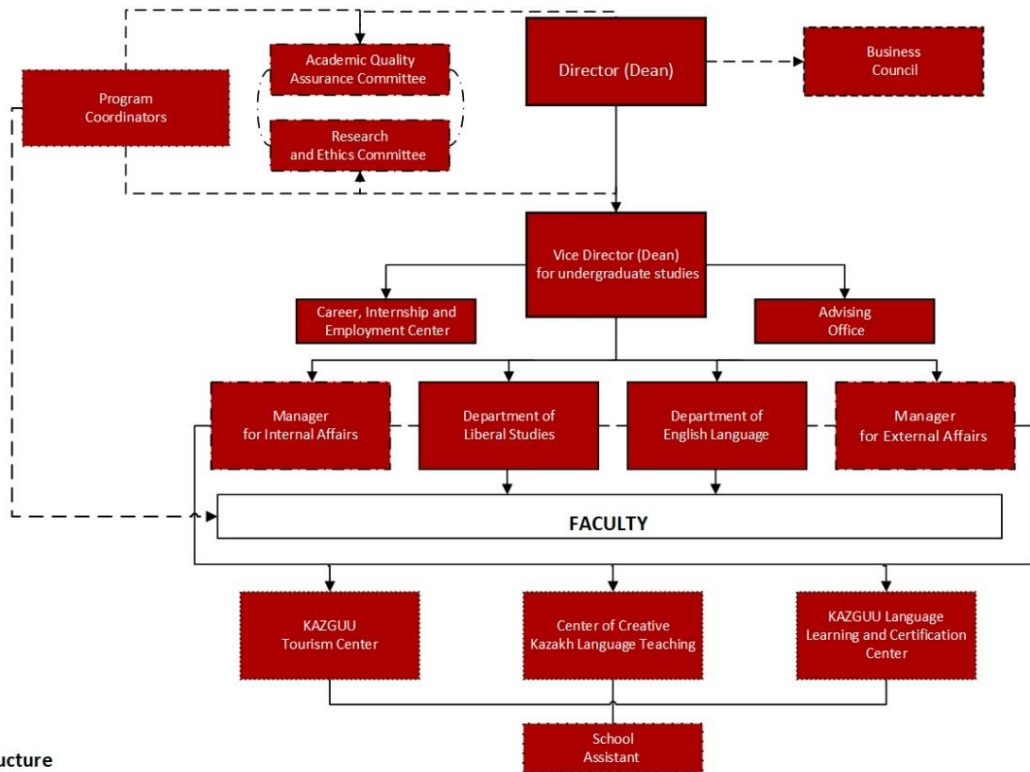 Academic Quality
Assurance Committee
Director (Dean)
Business
Council
Program
Coordinators
Research
and Ethics Committee
Vice Director (Dean)
for undergraduate studies
Career, Internship and
Employment Center
Advising
Office
Manager
for Internal Affairs
Department of
Liberal Studies
Department of
English Language
Manager
for External Affairs
FACULTY
KAZGUU
Tourism Center
Center of Creative
Kazakh Language Teaching
KAZGUU Language
Learning and Certification
Center
School
Assistant
ucture